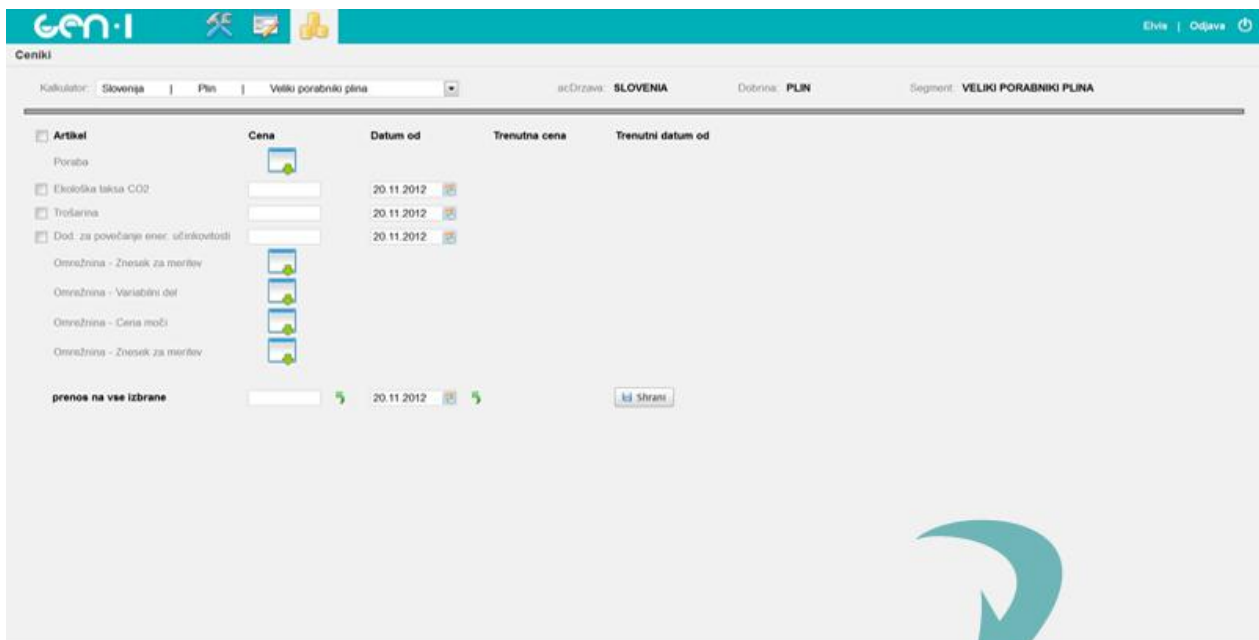 Gen·I Elvis | Odjava
Ceniki
Kalkulator: Slovenija | Plin | Veliki porabniki plina acDrzava: SLOVENIA Dobrina: PLIN Segment: VELIKI PORABNIKI PLINA
Artikel Cena Datum od Trenutna cena Trenutni datum od
Poraba
Ekološka taksa CO2 20.11.2012
Trošarina 20.11.2012
Dod. za povečanje ener. učinkovitosti 20.11.2012
Omrežnina - Znesek za meritev
Omrežnina - Variabilni del
Omrežnina - Cena moči
Omrežnina - Znesek za meritev
prenos na vse izbrane 20.11.2012 Shrani